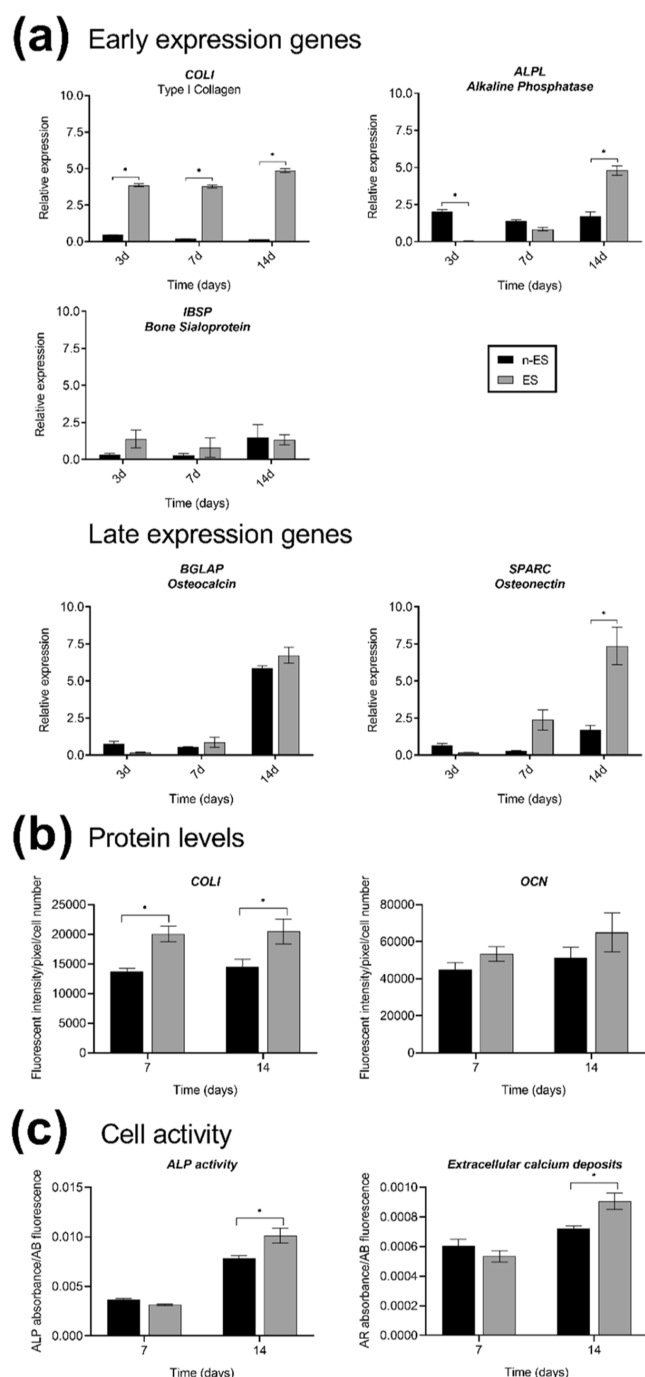 (a) Early expression genes
COLI
Type I Collagen
Relative expression
10.0
7.5
5.0
2.5
0.0
*
*
*
3d
7d
14d
Time (days)
ALPL
Alkaline Phosphatase
Relative expression
10.0
7.5
5.0
2.5
0.0
*
*
3d
7d
14d
Time (days)
IBSP
Bone Sialoprotein
Relative expression
10.0
7.5
5.0
2.5
0.0
3d
7d
14d
Time (days)
n-ES
ES
Late expression genes
BGLAP
Osteocalcin
Relative expression
10.0
7.5
5.0
2.5
0.0
3d
7d
14d
Time (days)
SPARC
Osteonectin
Relative expression
10.0
7.5
5.0
2.5
0.0
*
3d
7d
14d
Time (days)
(b) Protein levels
COLI
Fluorescent intensity/pixel/cell number
25000
20000
15000
10000
5000
0
*
*
7
14
Time (days)
OCN
Fluorescent intensity/pixel/cell number
80000
60000
40000
20000
0
7
14
Time (days)
(c) Cell activity
ALP activity
ALP absorbance/AB fluorescence
0.015
0.010
0.005
0.000
*
7
14
Time (days)
Extracellular calcium deposits
AR absorbance/AB fluorescence
0.0010
0.0008
0.0006
0.0004
0.0002
0.0000
*
7
14
Time (days)